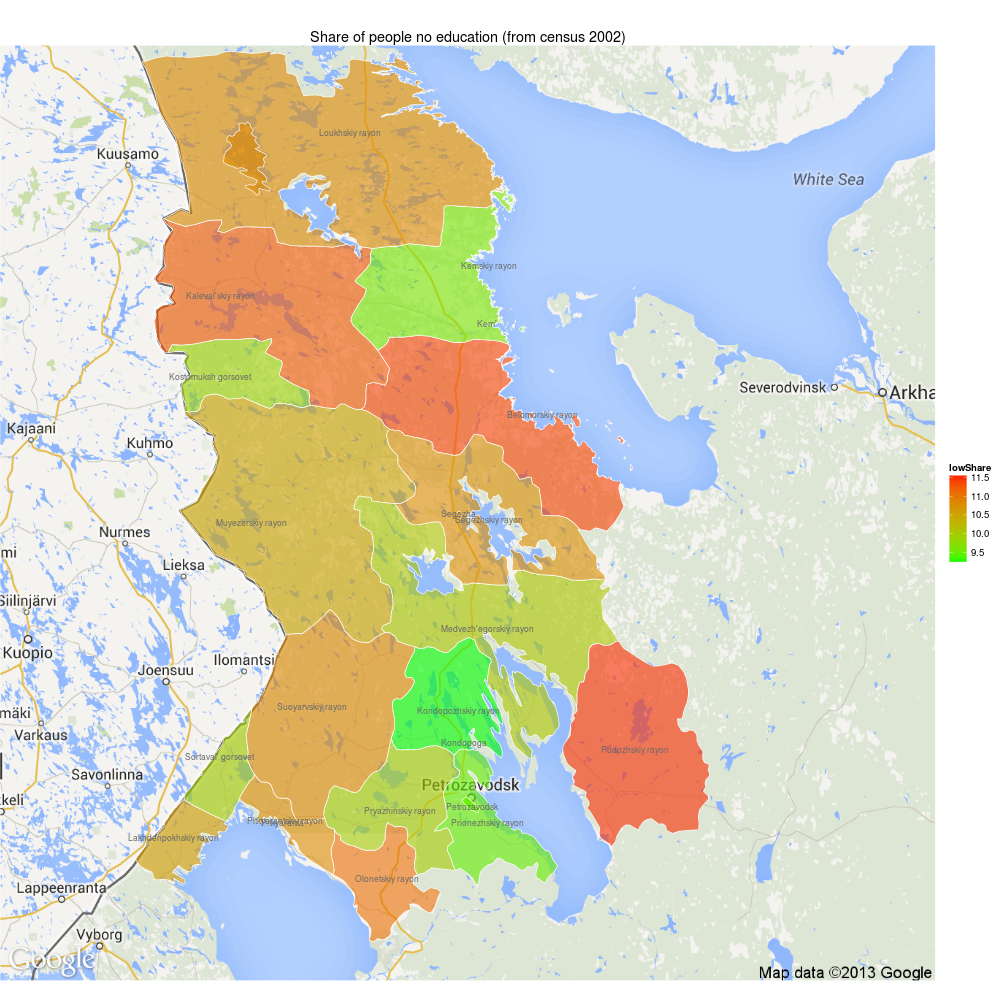 Share of people no education (from census 2002)
Loukhskiy rayon
Kuusamo
White Sea
Kemskiy rayon
Kaleval'skiy rayon
Kem'
Kostomuksh gorsovet
Severodvinsk
Arkha
Belomorskiy rayon
Kajaani
Kuhmo
lowShare
11.5
11.0
10.5
10.0
9.5
Segezha
Segezhskiy rayon
Muyezerskiy rayon
Nurmes
mi
Lieksa
Siilinjärvi
Medvezh'egorskiy rayon
Kuopio
Ilomantsi
Joensuu
Suoyarvskiy rayon
Kondopozhskiy rayon
mäki
Varkaus
Kondopoga
Pudozhskiy rayon
Sortaval' gorsovet
Savonlinna
Petrozavodsk
keli
Petrozavodsk
Pryazhinskiy rayon
Prionezhskiy rayon
Lakhdenpokhskiy rayon
Olonetskiy rayon
Lappeenranta
Vyborg
Google
Map data ©2013 Google